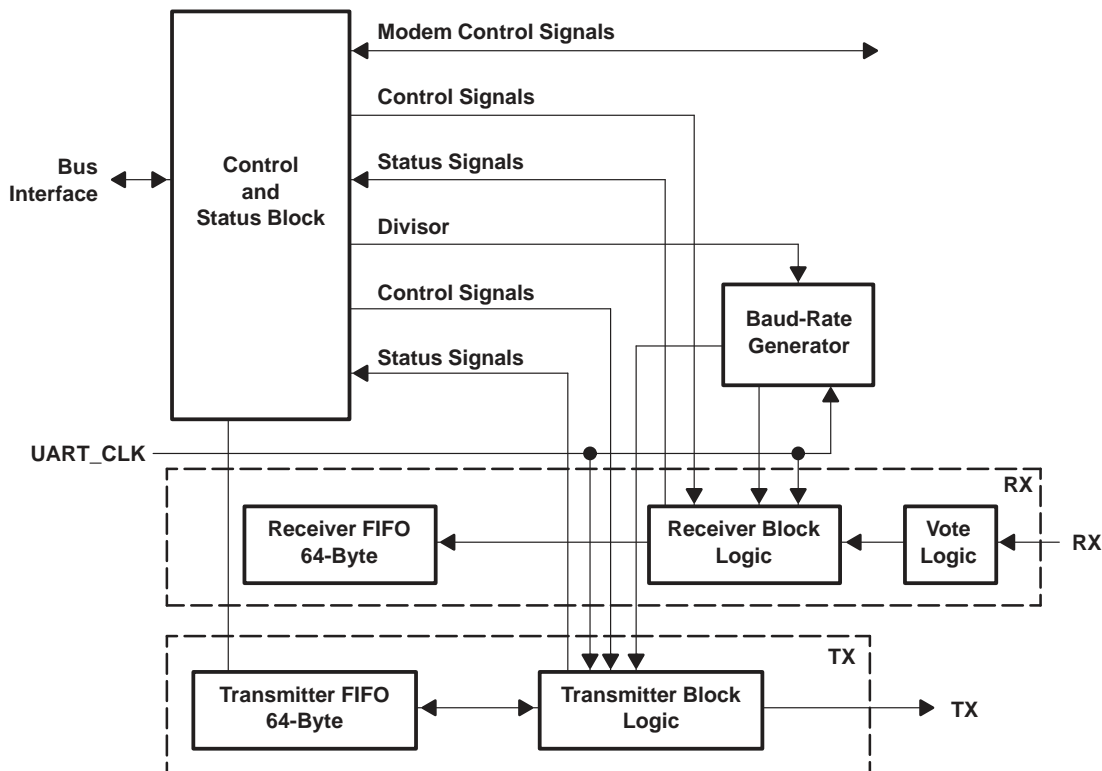 Modem Control Signals
Control Signals
Bus
Interface
Control
and
Status Block
Status Signals
Divisor
Control Signals
Baud-Rate
Generator
Status Signals
UART_CLK
RX
Receiver FIFO
64-Byte
Receiver Block
Logic
Vote
Logic
RX
TX
Transmitter FIFO
64-Byte
Transmitter Block
Logic
TX